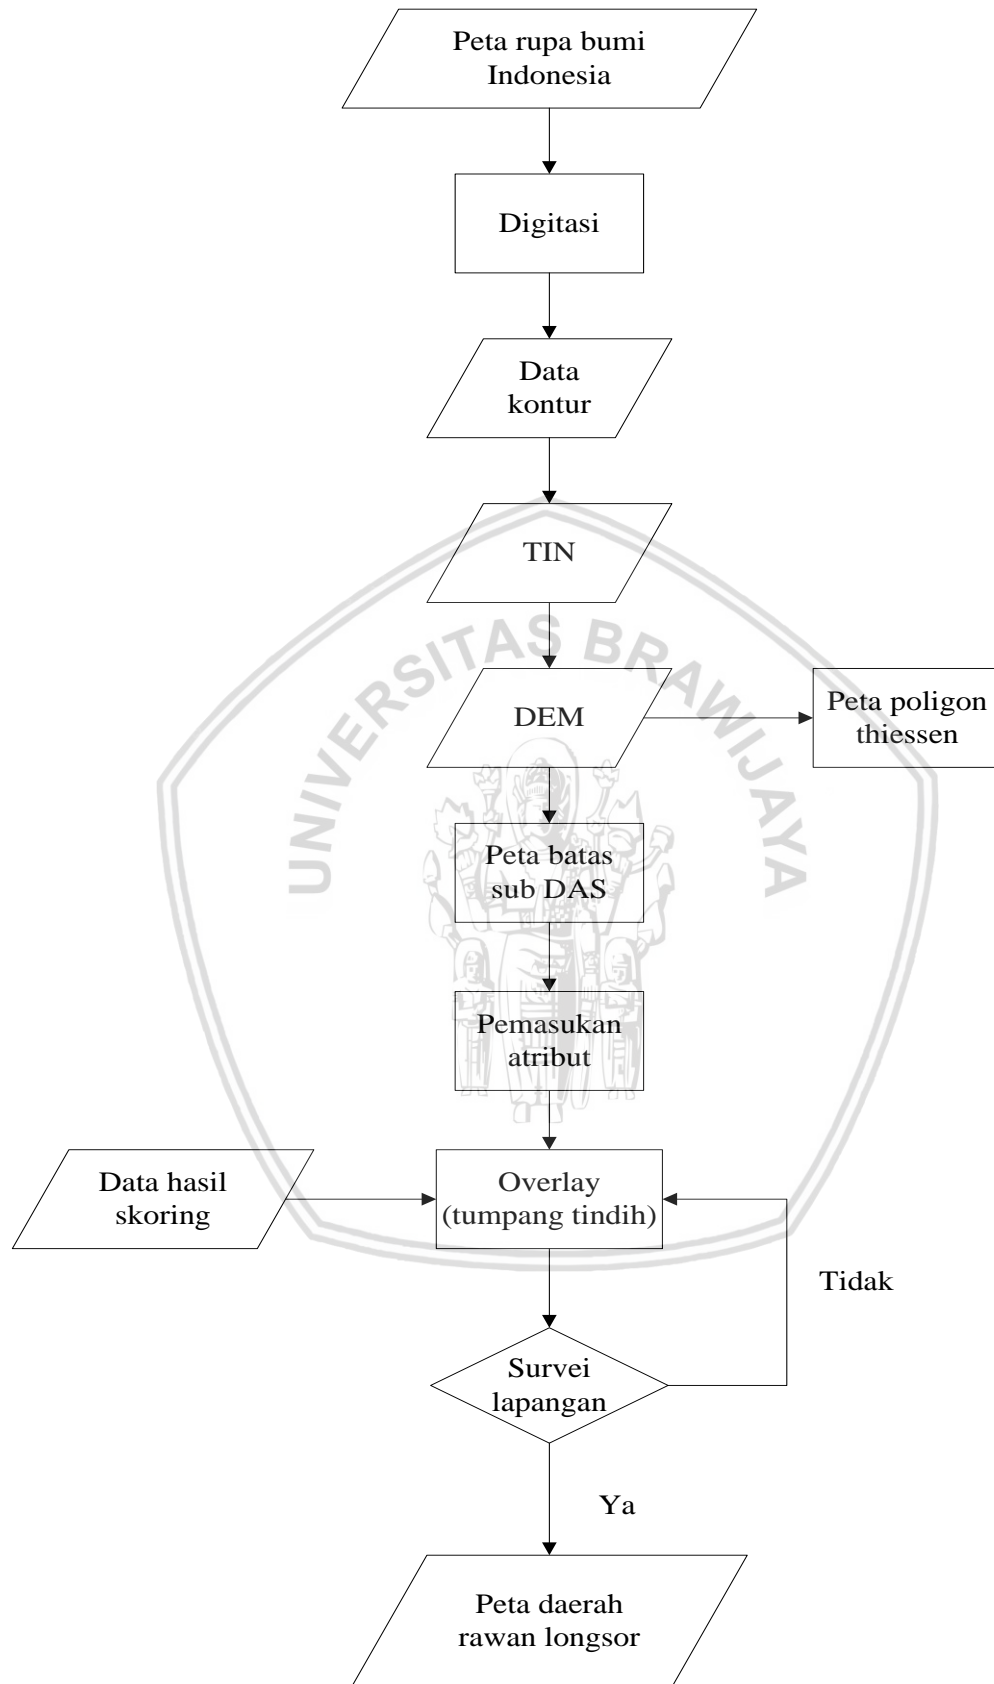 Peta rupa bumi
Indonesia
Digitasi
Data
kontur
TIN
UNIVERSITAS BRAWIJAYA
DEM
Peta poligon
thiessen
Peta batas
sub DAS
Pemasukan
atribut
Data hasil
skoring
Overlay
(tumpang tindih)
Tidak
Survei
lapangan
Ya
Peta daerah
rawan longsor